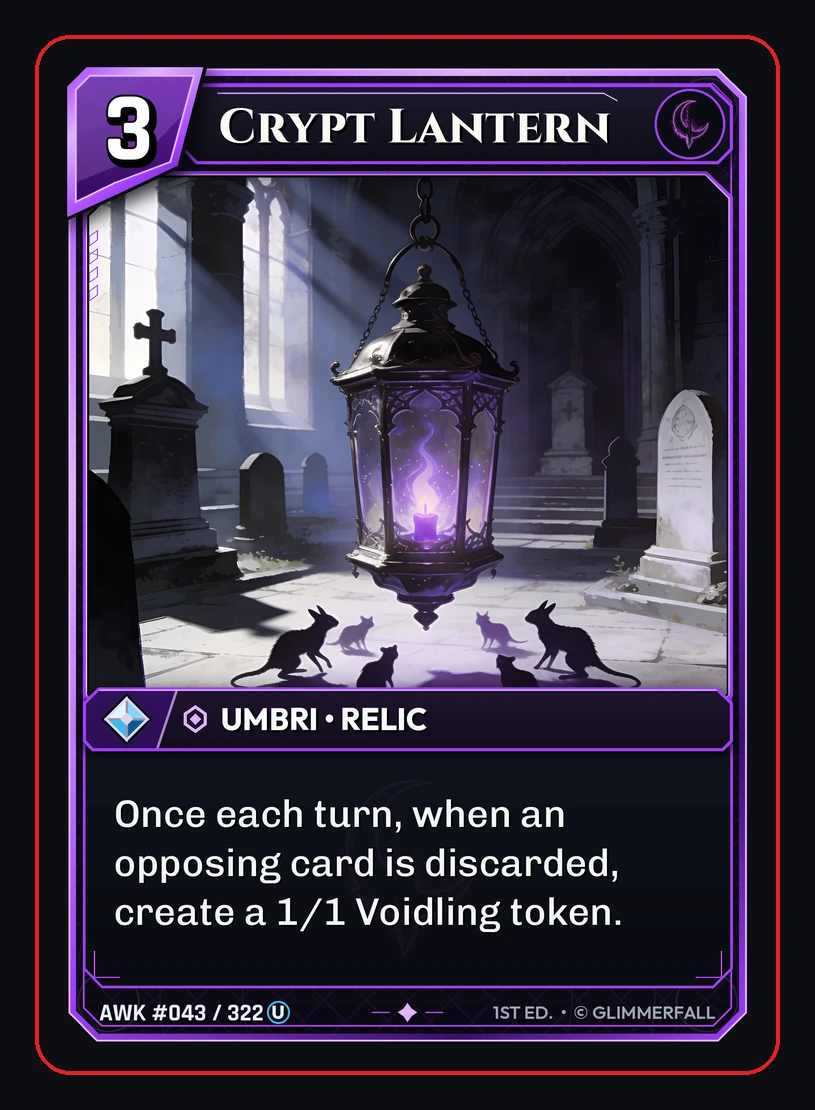 3
CRYPT LANTERN
UMBRI • RELIC
Once each turn, when an
opposing card is discarded,
create a 1/1 Voidling token.
AWK #043 / 322 U
1ST ED. • © GLIMMERFALL